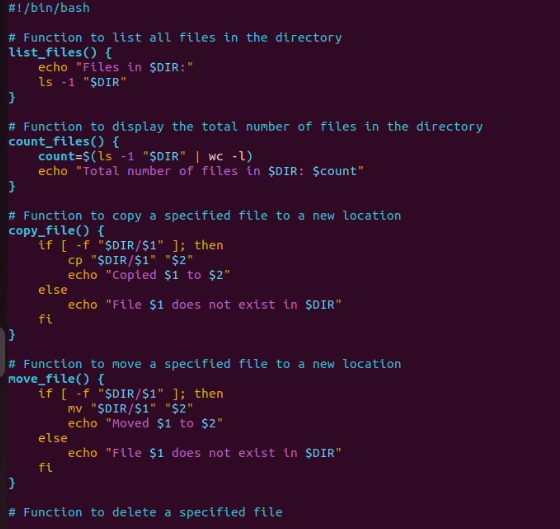 #!/bin/bash

# Function to list all files in the directory
list_files() {
    echo "Files in $DIR:"
    ls -1 "$DIR"
}

# Function to display the total number of files in the directory
count_files() {
    count=$(ls -1 "$DIR" | wc -l)
    echo "Total number of files in $DIR: $count"
}

# Function to copy a specified file to a new location
copy_file() {
    if [ -f "$DIR/$1" ]; then
        cp "$DIR/$1" "$2"
        echo "Copied $1 to $2"
    else
        echo "File $1 does not exist in $DIR"
    fi
}

# Function to move a specified file to a new location
move_file() {
    if [ -f "$DIR/$1" ]; then
        mv "$DIR/$1" "$2"
        echo "Moved $1 to $2"
    else
        echo "File $1 does not exist in $DIR"
    fi
}

# Function to delete a specified file